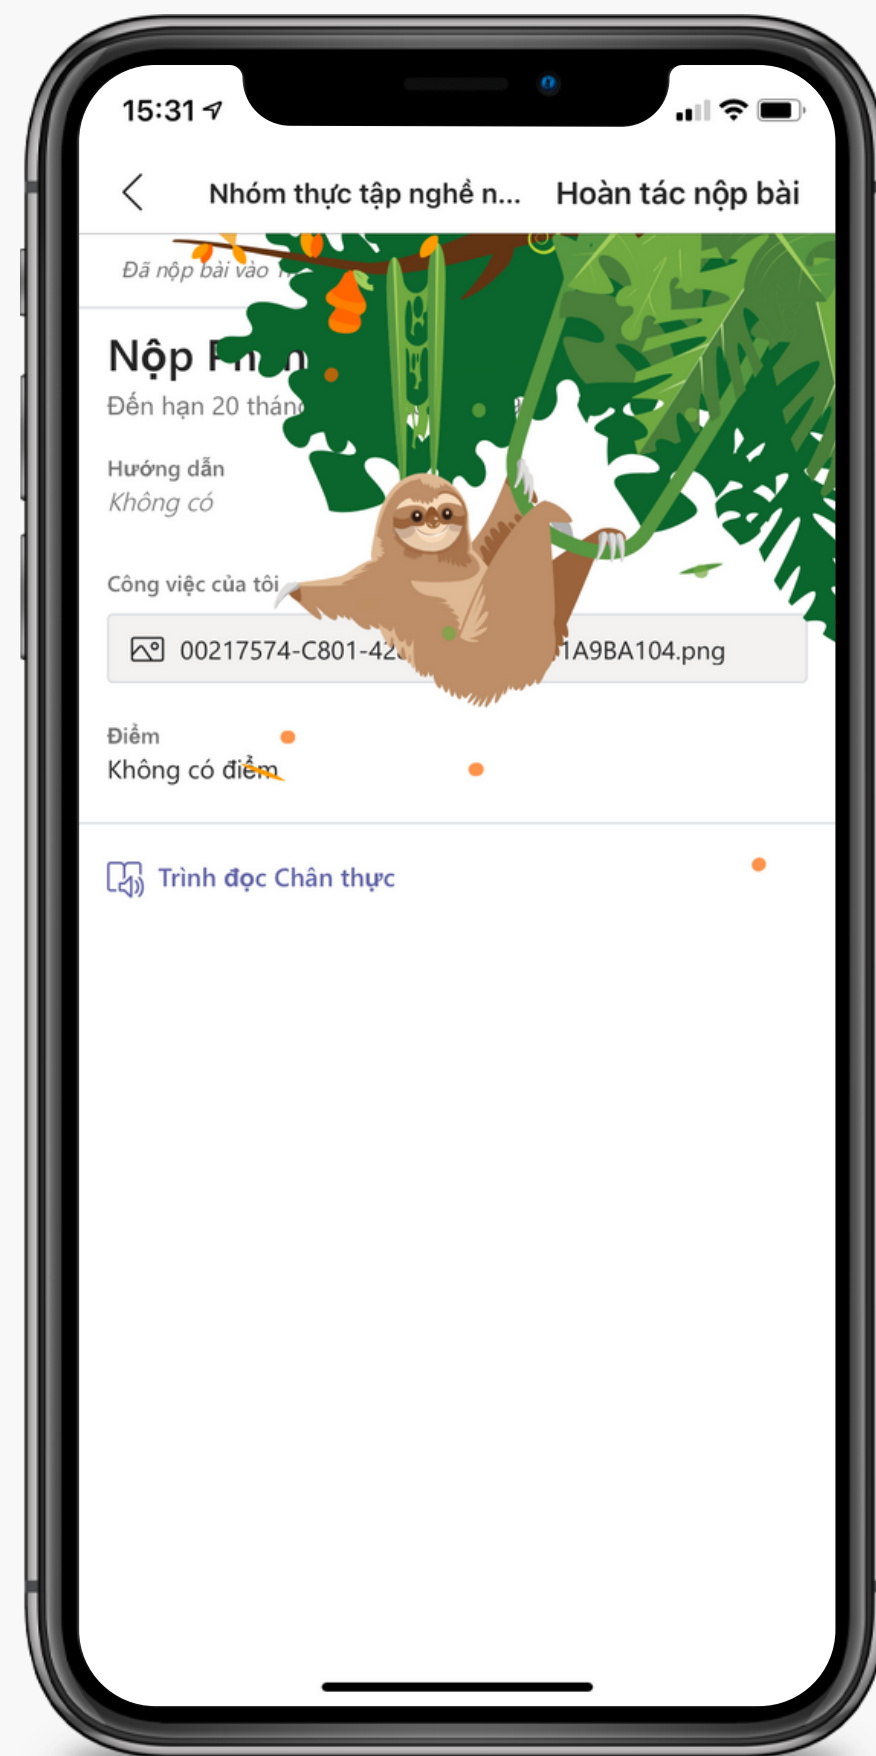 15:31
Nhóm thực tập nghề n... Hoàn tác nộp bài
Đã nộp bài vào
Nộp
Đến hạn 20 tháng
Hướng dẫn
Không có
Công việc của tôi
00217574-C801-42 1A9BA104.png
Điểm
Không có điểm
Trình đọc Chân thực